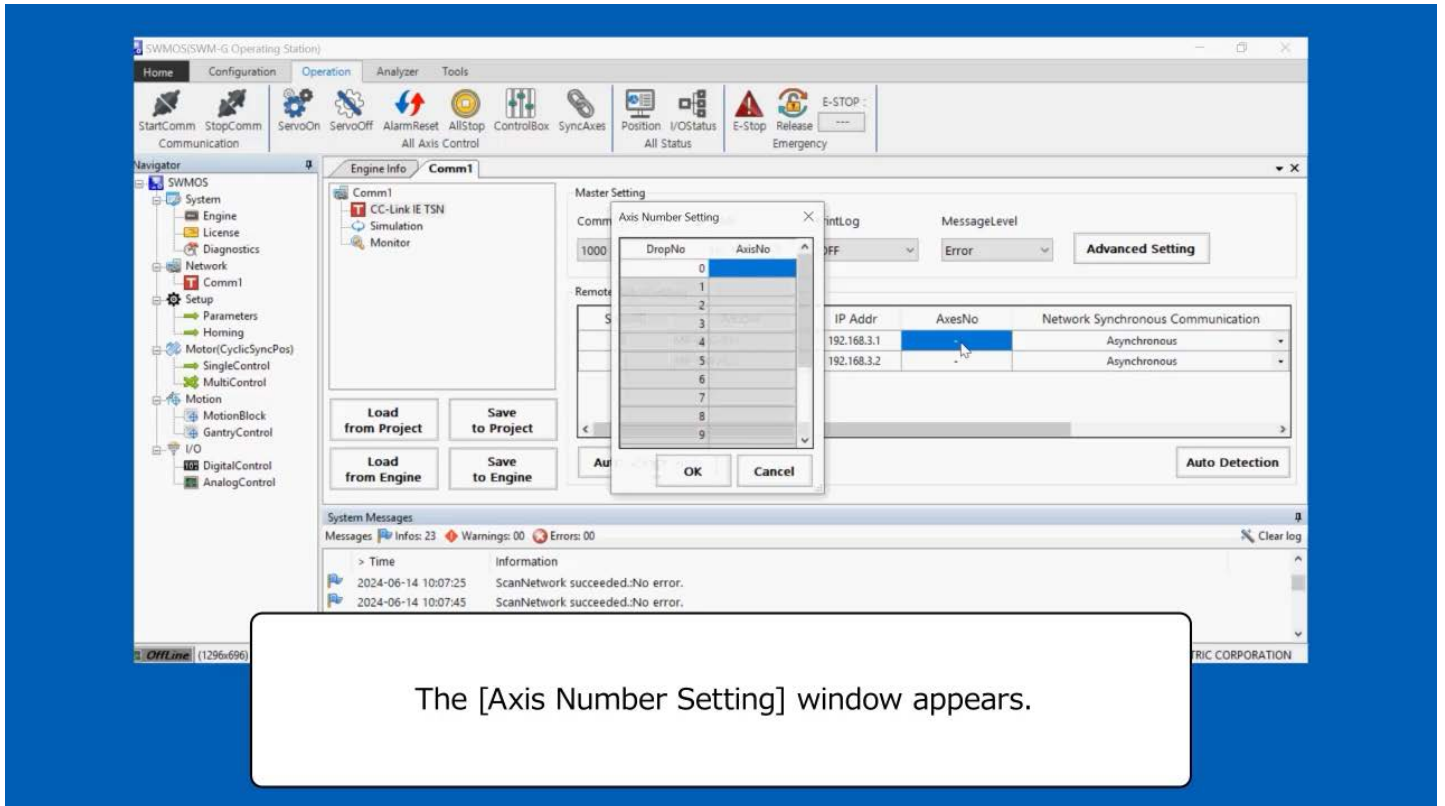 SWMOS(SWM-G Operating Station)
Home Configuration Operation Analyzer Tools
StartComm StopComm ServoOn ServoOff AlarmReset AllStop ControlBox SyncAxes Position I/OStatus E-Stop Release E-STOP : ---
Communication All Axis Control All Status Emergency
Navigator
SWMOS
System
Engine
License
Diagnostics
Network
Comm1
Setup
Parameters
Homing
Motor(CyclicSyncPos)
SingleControl
MultiControl
Motion
MotionBlock
GantryControl
I/O
DigitalControl
AnalogControl
Engine Info Comm1
Comm1
CC-Link IE TSN
Simulation
Monitor
Load from Project
Save to Project
Load from Engine
Save to Engine
Master Setting
Comm MessageLevel
1000 Error Advanced Setting
Remote
IP Addr AxesNo Network Synchronous Communication
192.168.3.1 - Asynchronous
192.168.3.2 - Asynchronous
Auto Detection
Axis Number Setting
DropNo AxisNo
0
1
2
3
4
5
6
7
8
9
OK Cancel
System Messages
Messages Infos: 23 Warnings: 00 Errors: 00 Clear log
> Time Information
2024-06-14 10:07:25 ScanNetwork succeeded.:No error.
2024-06-14 10:07:45 ScanNetwork succeeded.:No error.
OffLine (1296x696) TRIC CORPORATION
The [Axis Number Setting] window appears.